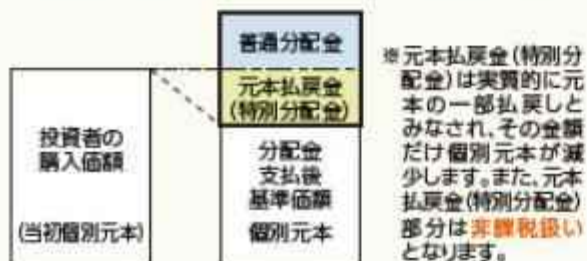 投資者の
購入価額
(当初個別元本)
普通分配金
元本払戻金
(特別分配金)
分配金
支払後
基準価額
個別元本
※元本払戻金(特別分
配金)は実質的に元
本の一部払戻しと
みなされ、その金額
だけ個別元本が減
少します。また、元本
払戻金(特別分配金)
部分は非課税扱い
となります。